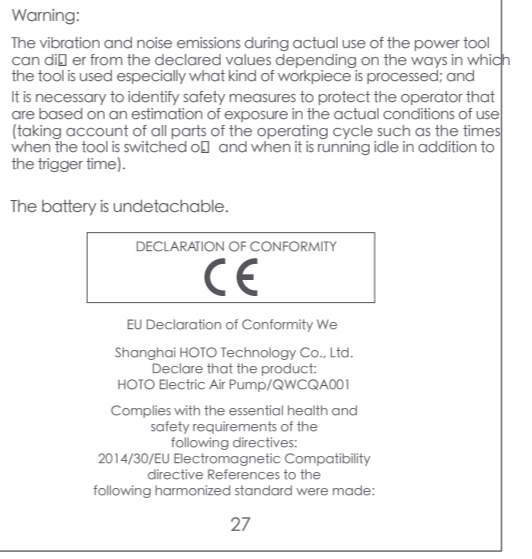 Warning:
The vibration and noise emissions during actual use of the power tool
can di▯ er from the declared values depending on the ways in which
the tool is used especially what kind of workpiece is processed; and
It is necessary to identify safety measures to protect the operator that
are based on an estimation of exposure in the actual conditions of use
(taking account of all parts of the operating cycle such as the times
when the tool is switched o▯ and when it is running idle in addition to
the trigger time).
The battery is undetachable.
DECLARATION OF CONFORMITY
CE
EU Declaration of Conformity We
Shanghai HOTO Technology Co., Ltd.
Declare that the product:
HOTO Electric Air Pump/QWCQA001
Complies with the essential health and
safety requirements of the
following directives:
2014/30/EU Electromagnetic Compatibility
directive References to the
following harmonized standard were made:
27